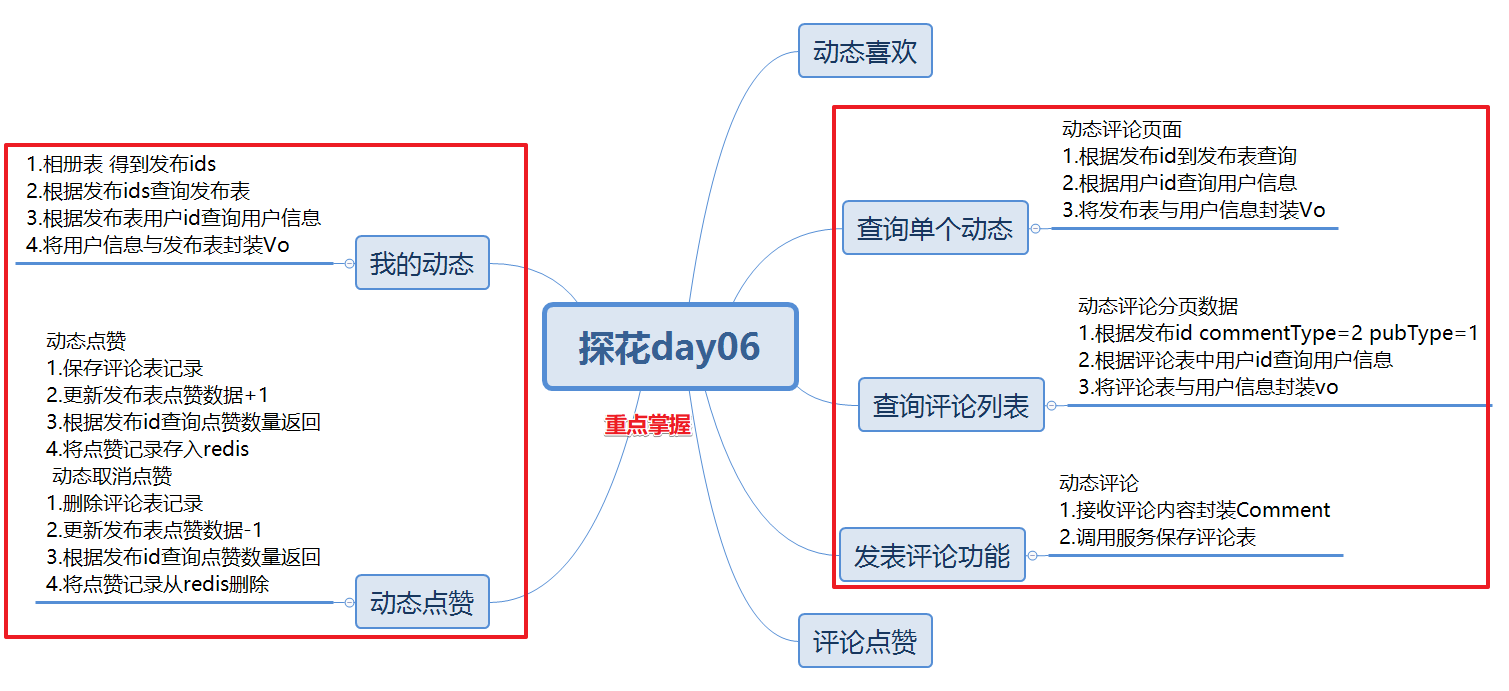 探花day06
重点掌握
我的动态
1.相册表 得到发布ids
2.根据发布ids查询发布表
3.根据发布表用户id查询用户信息
4.将用户信息与发布表封装Vo
动态点赞
动态点赞
1.保存评论表记录
2.更新发布表点赞数据+1
3.根据发布id查询点赞数量返回
4.将点赞记录存入redis
动态取消点赞
1.删除评论表记录
2.更新发布表点赞数据-1
3.根据发布id查询点赞数量返回
4.将点赞记录从redis删除
动态喜欢
查询单个动态
动态评论页面
1.根据发布id到发布表查询
2.根据用户id查询用户信息
3.将发布表与用户信息封装Vo
查询评论列表
动态评论分页数据
1.根据发布id commentType=2 pubType=1
2.根据评论表中用户id查询用户信息
3.将评论表与用户信息封装vo
发表评论功能
动态评论
1.接收评论内容封装Comment
2.调用服务保存评论表
评论点赞